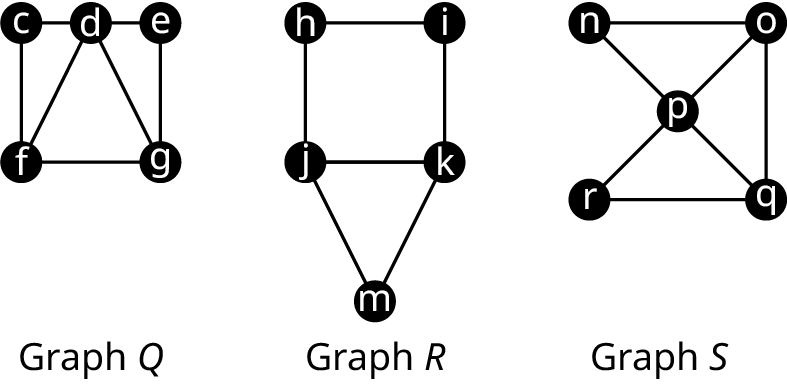 c d e
h i
n o
p
f g
j k
r q
m
Graph Q
Graph R
Graph S